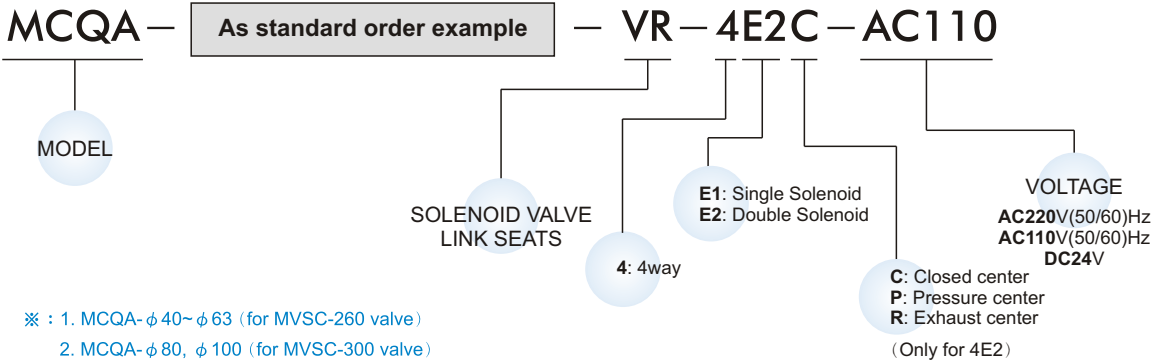 MCQA— As standard order example — VR—4E2C—AC110
MODEL
SOLENOID VALVE
LINK SEATS
4: 4way
E1: Single Solenoid
E2: Double Solenoid
C: Closed center
P: Pressure center
R: Exhaust center
(Only for 4E2)
VOLTAGE
AC220V(50/60)Hz
AC110V(50/60)Hz
DC24V
※：1. MCQA-φ40~φ63（for MVSC-260 valve）
2. MCQA-φ80, φ100（for MVSC-300 valve）